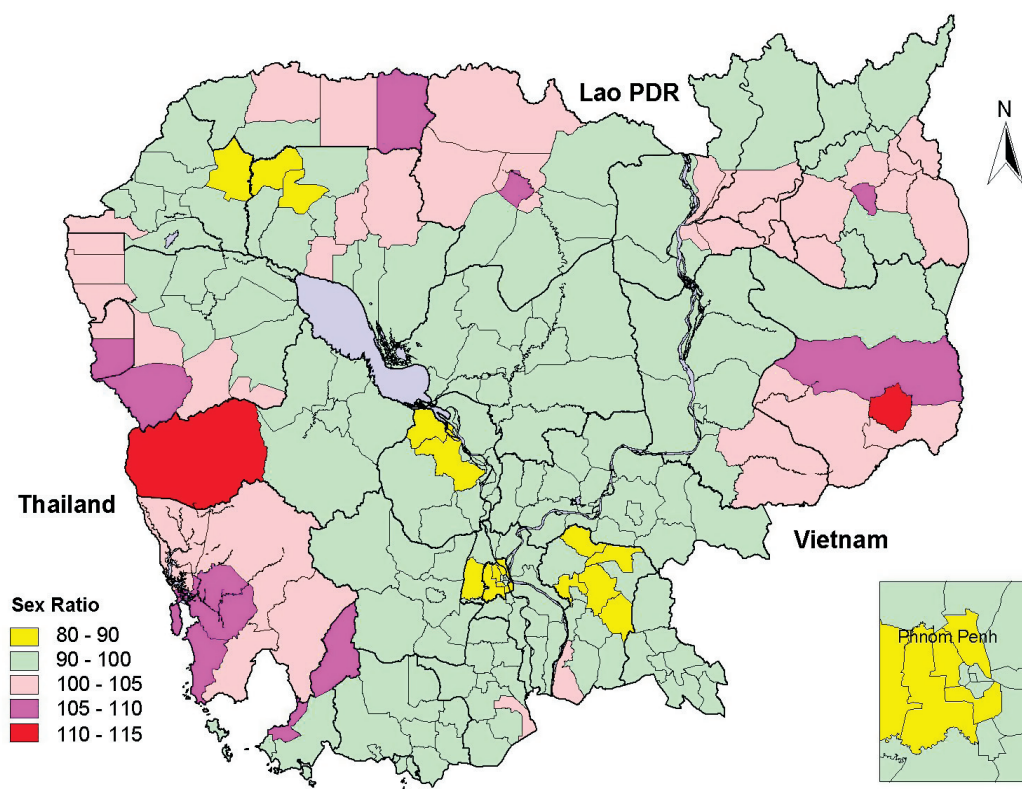 Lao PDR
N
Thailand
Vietnam
Sex Ratio
80 - 90
90 - 100
100 - 105
105 - 110
110 - 115
Phnom Penh